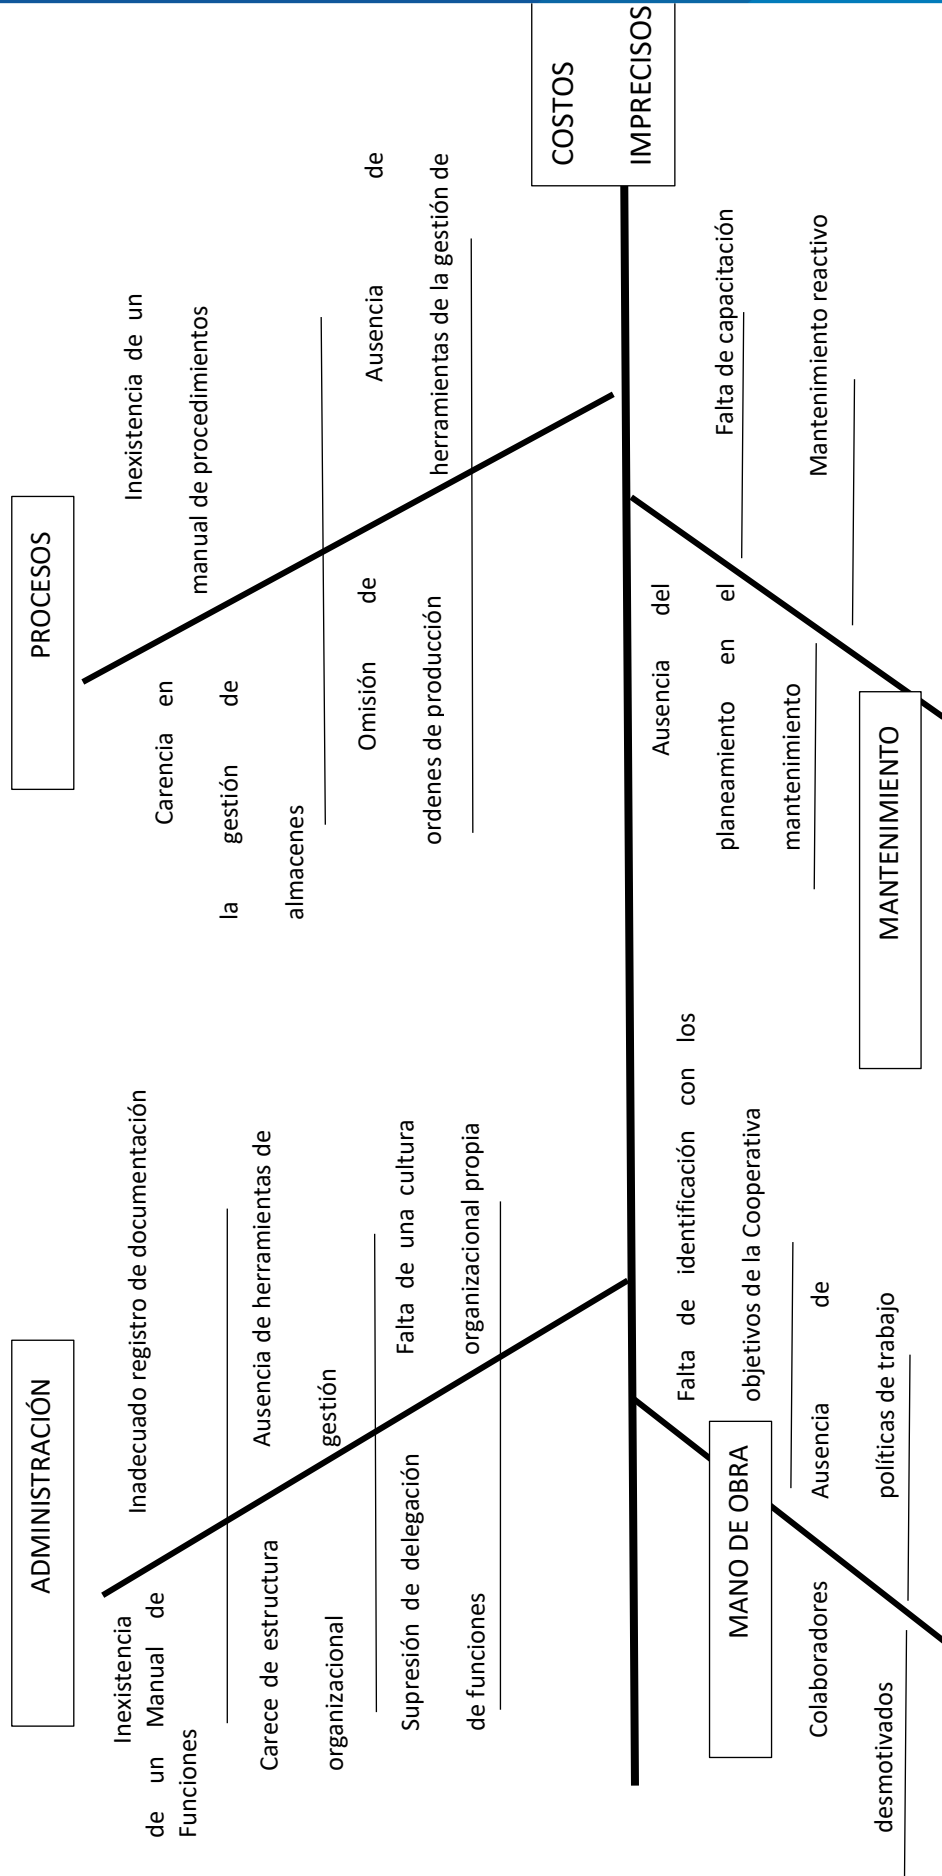 ADMINISTRACIÓN
Inexistencia
de un Manual de
Funciones
Inadecuado registro de documentación
Carece de estructura
organizacional
Ausencia de herramientas de
gestión
Supresión de delegación
de funciones
Falta de una cultura
organizacional propia
PROCESOS
Carencia en
la gestión de
almacenes
Inexistencia de un
manual de procedimientos
Omisión de
ordenes de producción
Ausencia de
herramientas de la gestión de
COSTOS
IMPRECISOS
MANO DE OBRA
Falta de identificación con los
objetivos de la Cooperativa
Colaboradores
desmotivados
Ausencia de
políticas de trabajo
MANTENIMIENTO
Ausencia del
planeamiento en el
mantenimiento
Falta de capacitación
Mantenimiento reactivo